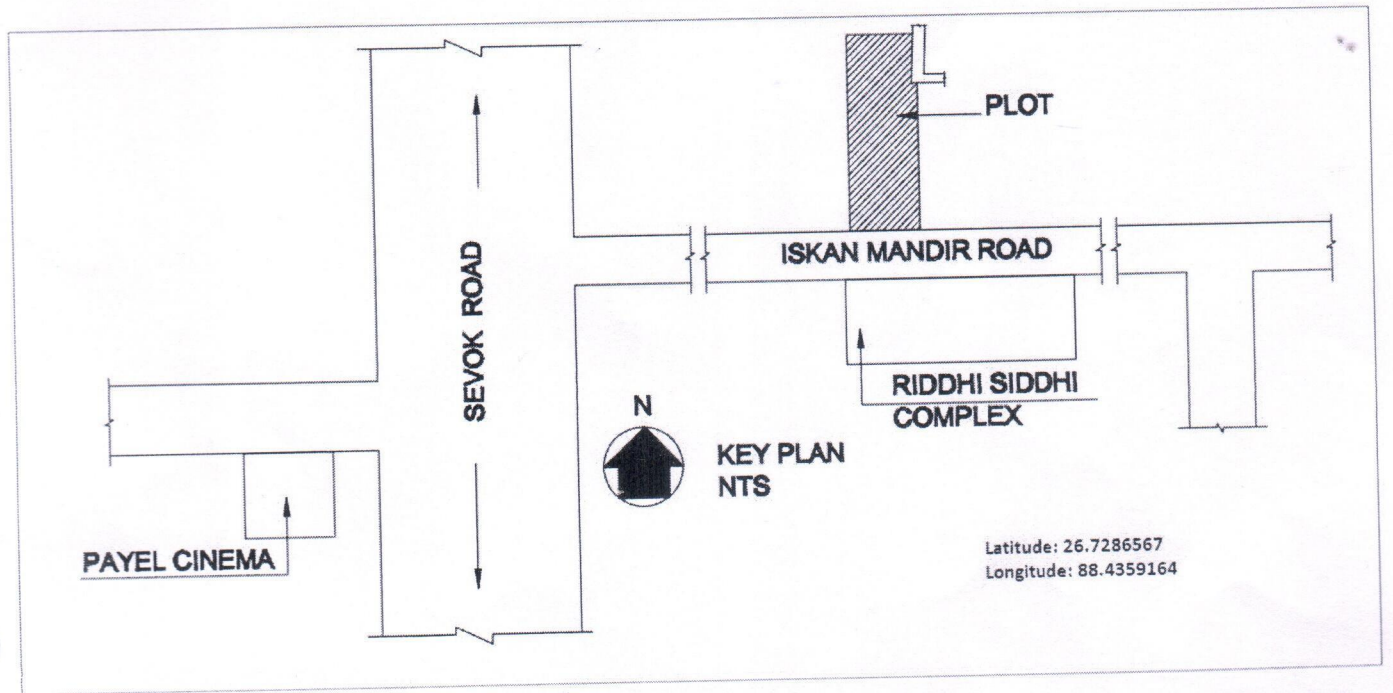 PLOT
ISKAN MANDIR ROAD
SEVOK ROAD
RIDDHI SIDDHI
COMPLEX
N
KEY PLAN
NTS
PAYEL CINEMA
Latitude: 26.7286567
Longitude: 88.4359164